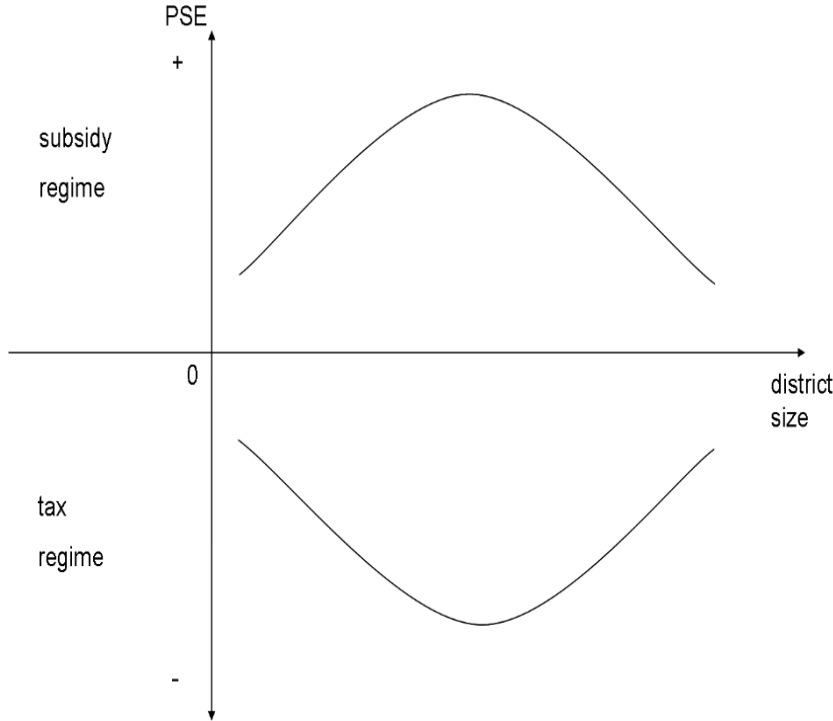 PSE
+
subsidy
regime
0
district
size
tax
regime
-